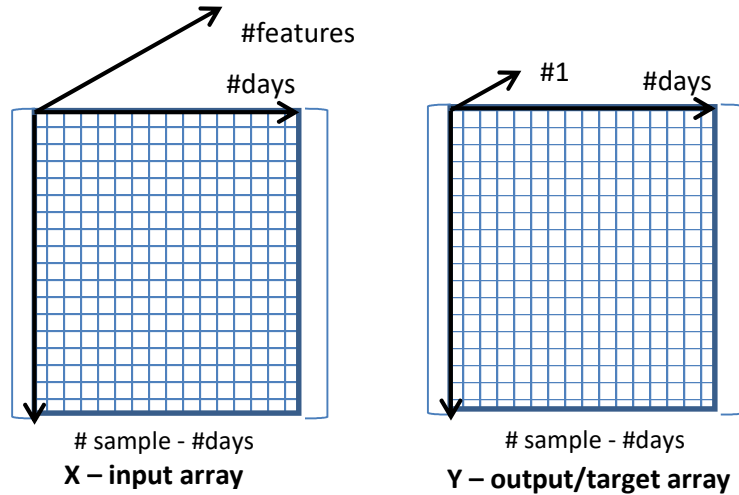 #features
#days
# sample - #days
X – input array
#1
#days
# sample - #days
Y – output/target array